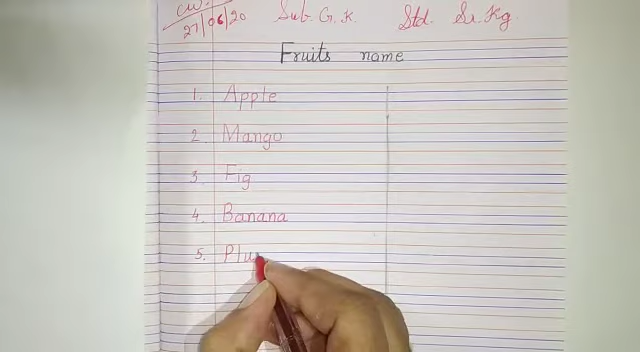 CW.
27/06/20 Sub. G. K. Std. Sr. Kg.
Fruits name
1. Apple
2. Mango
3. Fig
4. Banana
5. Plu